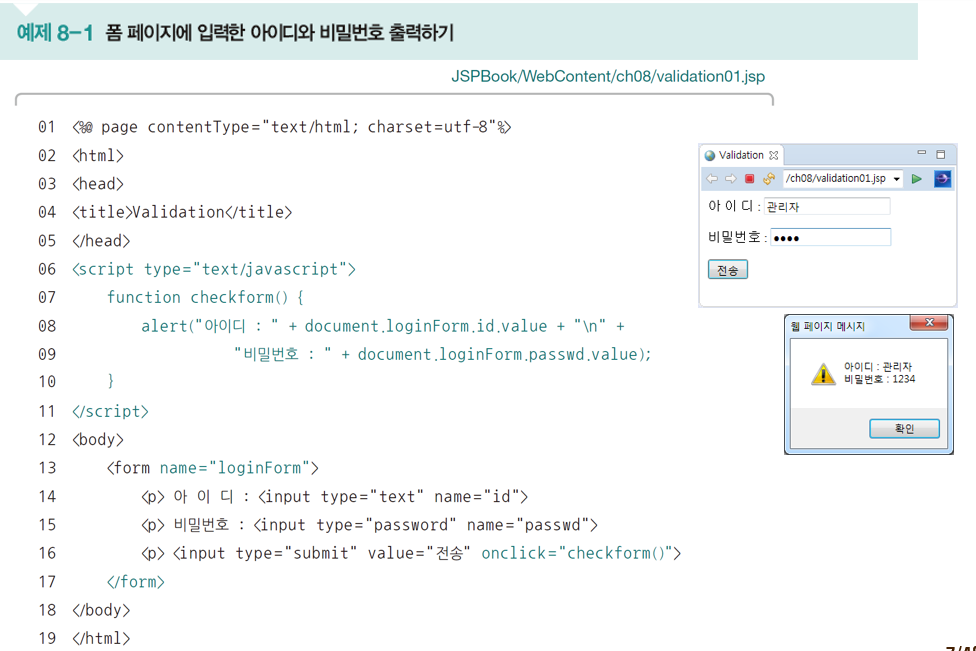 예제 8-1 폼 페이지에 입력한 아이디와 비밀번호 출력하기
JSPBook/WebContent/ch08/validation01.jsp
01 <%@ page contentType="text/html; charset=utf-8"%>
02 <html>
03 <head>
04 <title>Validation</title>
05 </head>
06 <script type="text/javascript">
07 function checkform() {
08 alert("아이디 : " + document.loginForm.id.value + "\n" +
09 "비밀번호 : " + document.loginForm.passwd.value);
10 }
11 </script>
12 <body>
13 <form name="loginForm">
14 <p> 아 이 디 : <input type="text" name="id">
15 <p> 비밀번호 : <input type="password" name="passwd">
16 <p> <input type="submit" value="전송" onclick="checkform()">
17 </form>
18 </body>
19 </html>
Validation
/ch08/validation01.jsp
아 이 디 : 관리자
비밀번호 : ●●●●
전송
웹 페이지 메시지
아이디 : 관리자
비밀번호 : 1234
확인